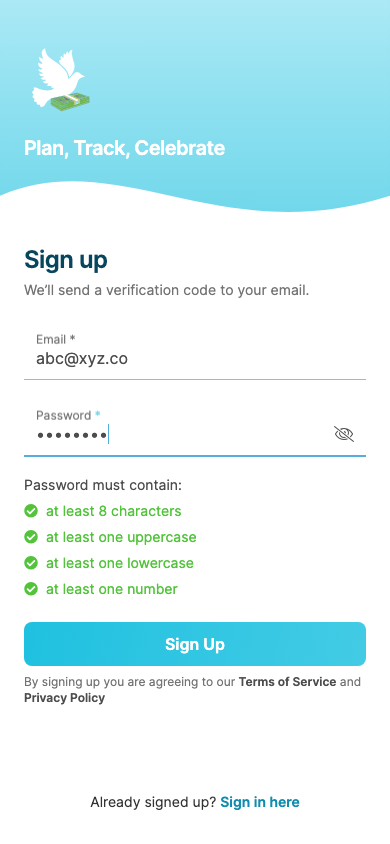 Plan, Track, Celebrate
Sign up
We'll send a verification code to your email.
Email *
abc@xyz.co
Password *
••••••••
Password must contain:
at least 8 characters
at least one uppercase
at least one lowercase
at least one number
Sign Up
By signing up you are agreeing to our Terms of Service and
Privacy Policy
Already signed up? Sign in here